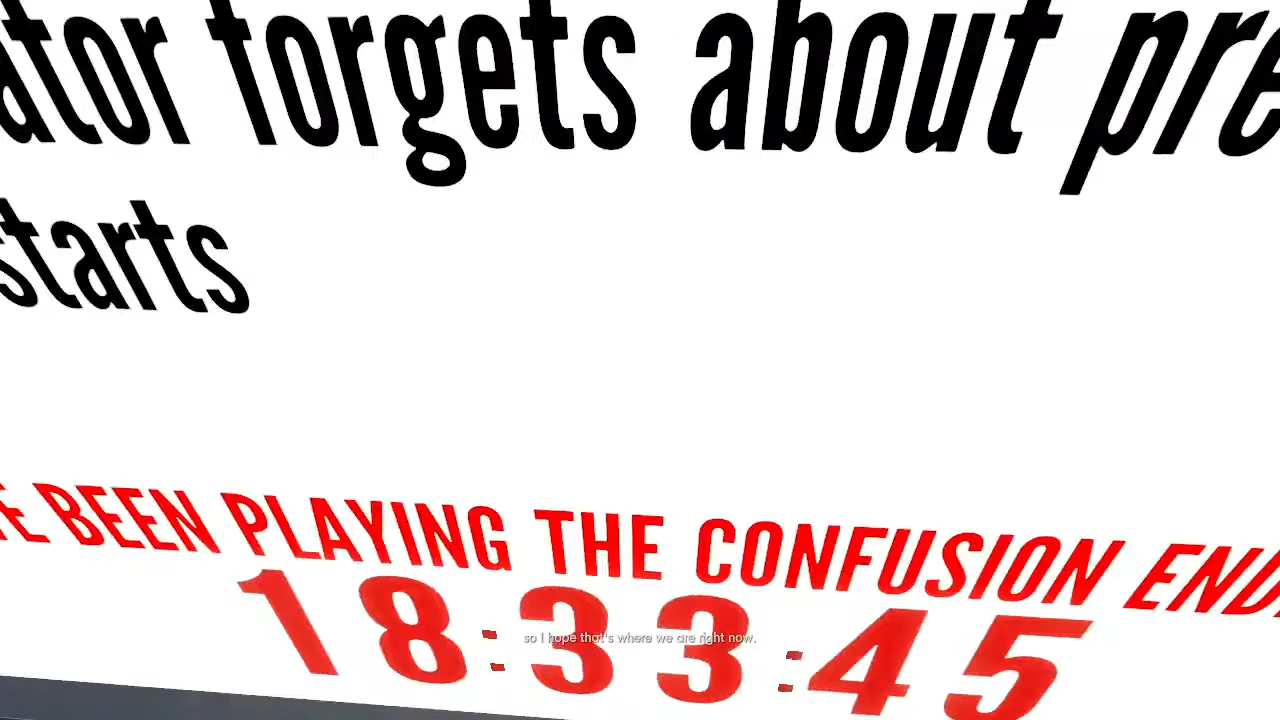 ator forgets about pre
starts
E BEEN PLAYING THE CONFUSION END
18:33:45
so I hope that's where we are right now.